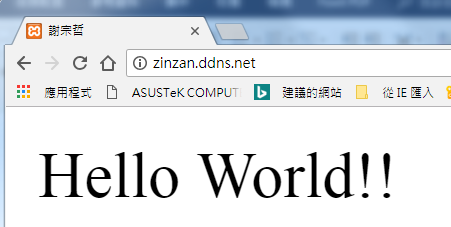 謝宗哲
zinzan.ddns.net
應用程式 ASUSTeK COMPUT 建議的網站 從 IE 匯入
Hello World!!